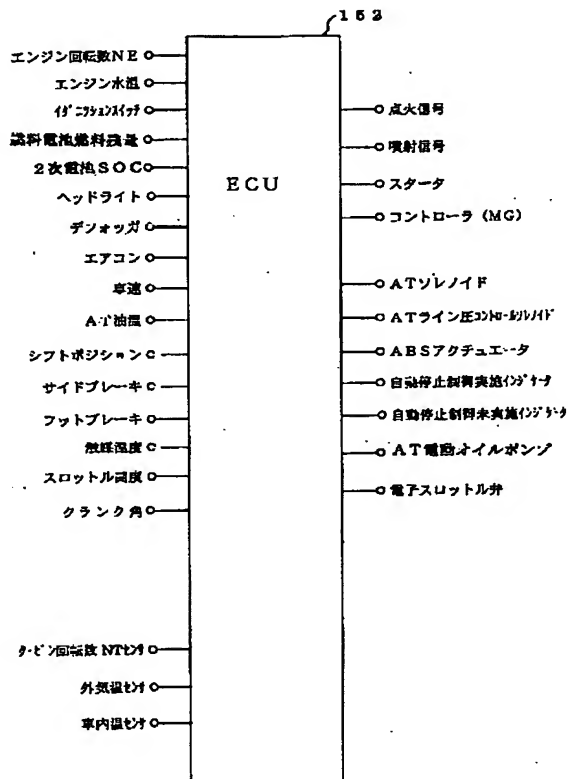 152
ECU
エンジン回転数NE
エンジン水温
イグニッションスイッチ
燃料電池燃料残量
2次電池SOC
ヘッドライト
デフォッガ
エアコン
車速
AT油温
シフトポジション
サイドブレーキ
フットブレーキ
触媒温度
スロットル開度
クランク角
タービン回転数NTセンサ
外気温センサ
車内温センサ
点火信号
噴射信号
スタータ
コントローラ (MG)
ATソレノイド
ATライン圧コントロールソレノイド
ABSアクチュエータ
自動停止制御実施インジケータ
自動停止制御未実施インジケータ
AT電動オイルポンプ
電子スロットル弁